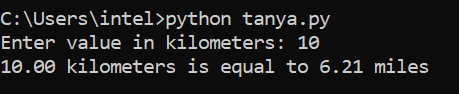 C:\Users\intel>python tanya.py
Enter value in kilometers: 10
10.00 kilometers is equal to 6.21 miles